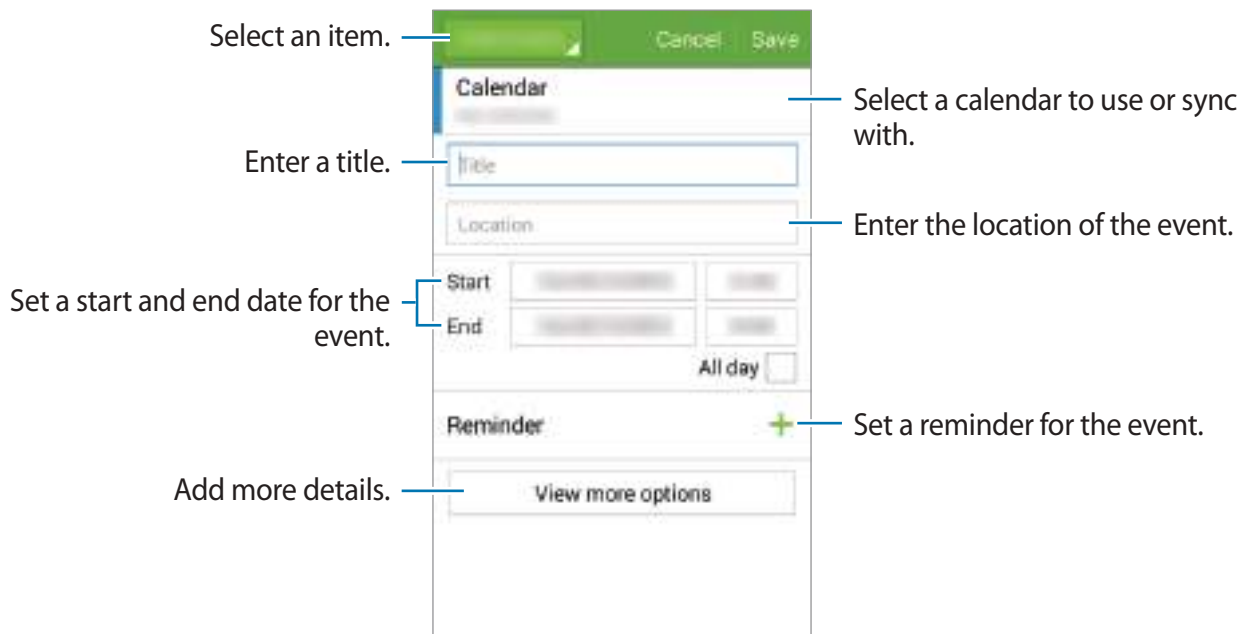 Select an item.
Cancel Save
Calendar
Select a calendar to use or sync
with.
Enter a title.
Title
Location
Enter the location of the event.
Start
Set a start and end date for the
event.
End
All day
Reminder
Set a reminder for the event.
Add more details.
View more options